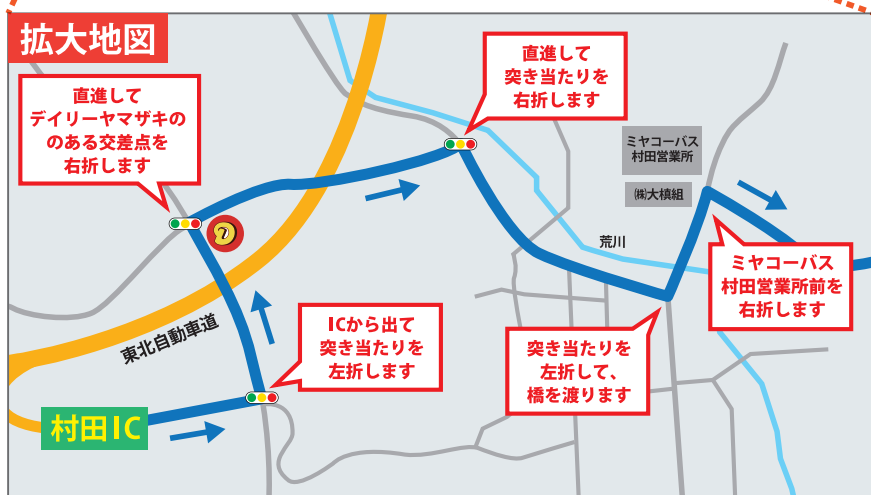 拡大地図
直進して
デイリーヤマザキの
のある交差点を
右折します
直進して
突き当たりを
右折します
ミヤコーバス
村田営業所
㈱大槙組
荒川
ミヤコーバス
村田営業所前を
右折します
東北自動車道
ICから出て
突き当たりを
左折します
突き当たりを
左折して、
橋を渡ります
村田IC